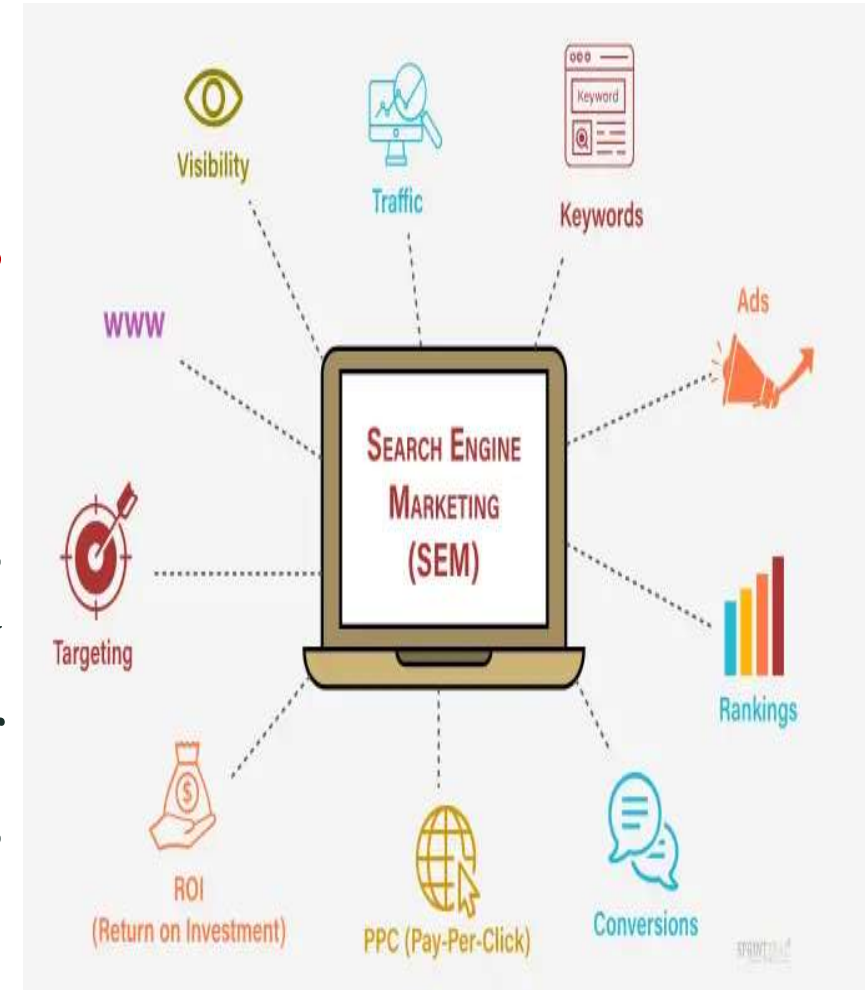 Visibility
Traffic
Keyword
Keywords
www
Ads
SEARCH ENGINE
MARKETING
(SEM)
Targeting
Rankings
$
ROI
(Return on Investment)
PPC (Pay-Per-Click)
Conversions